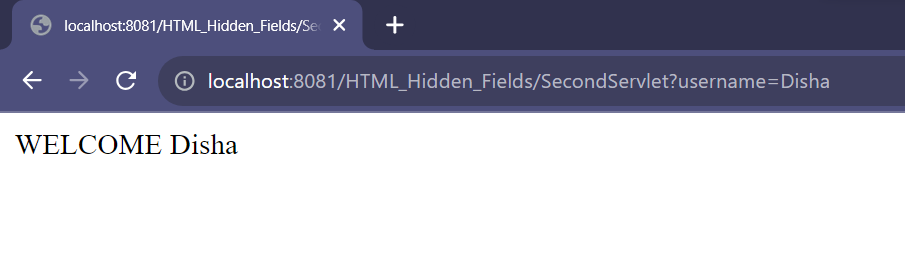 localhost:8081/HTML_Hidden_Fields/Se
localhost:8081/HTML_Hidden_Fields/SecondServlet?username=Disha
WELCOME Disha